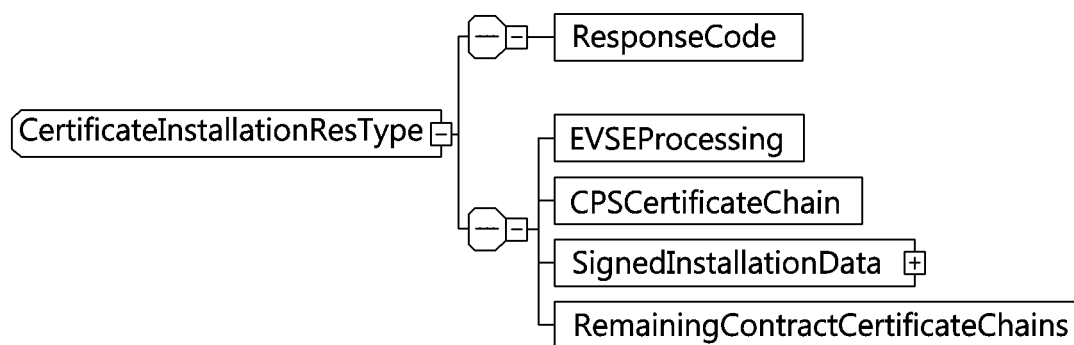 ResponseCode
CertificateInstallationResType
EVSEProcessing
CPSCertificateChain
SignedInstallationData
RemainingContractCertificateChains